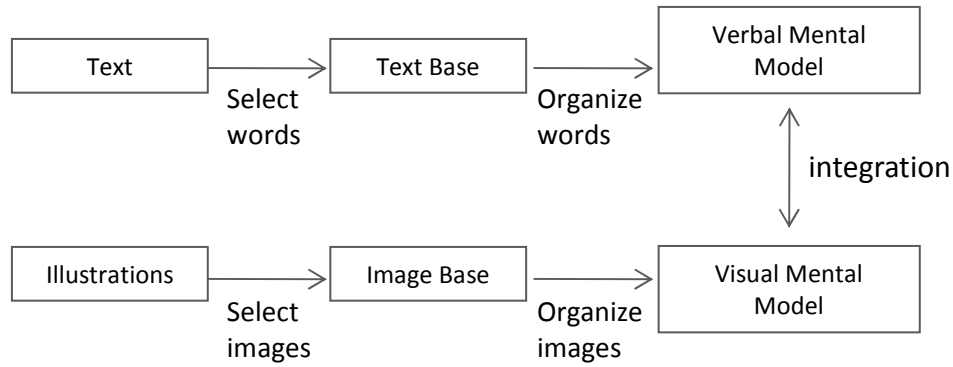 Text
Select
words
Text Base
Organize
words
Verbal Mental
Model
integration
Illustrations
Select
images
Image Base
Organize
images
Visual Mental
Model